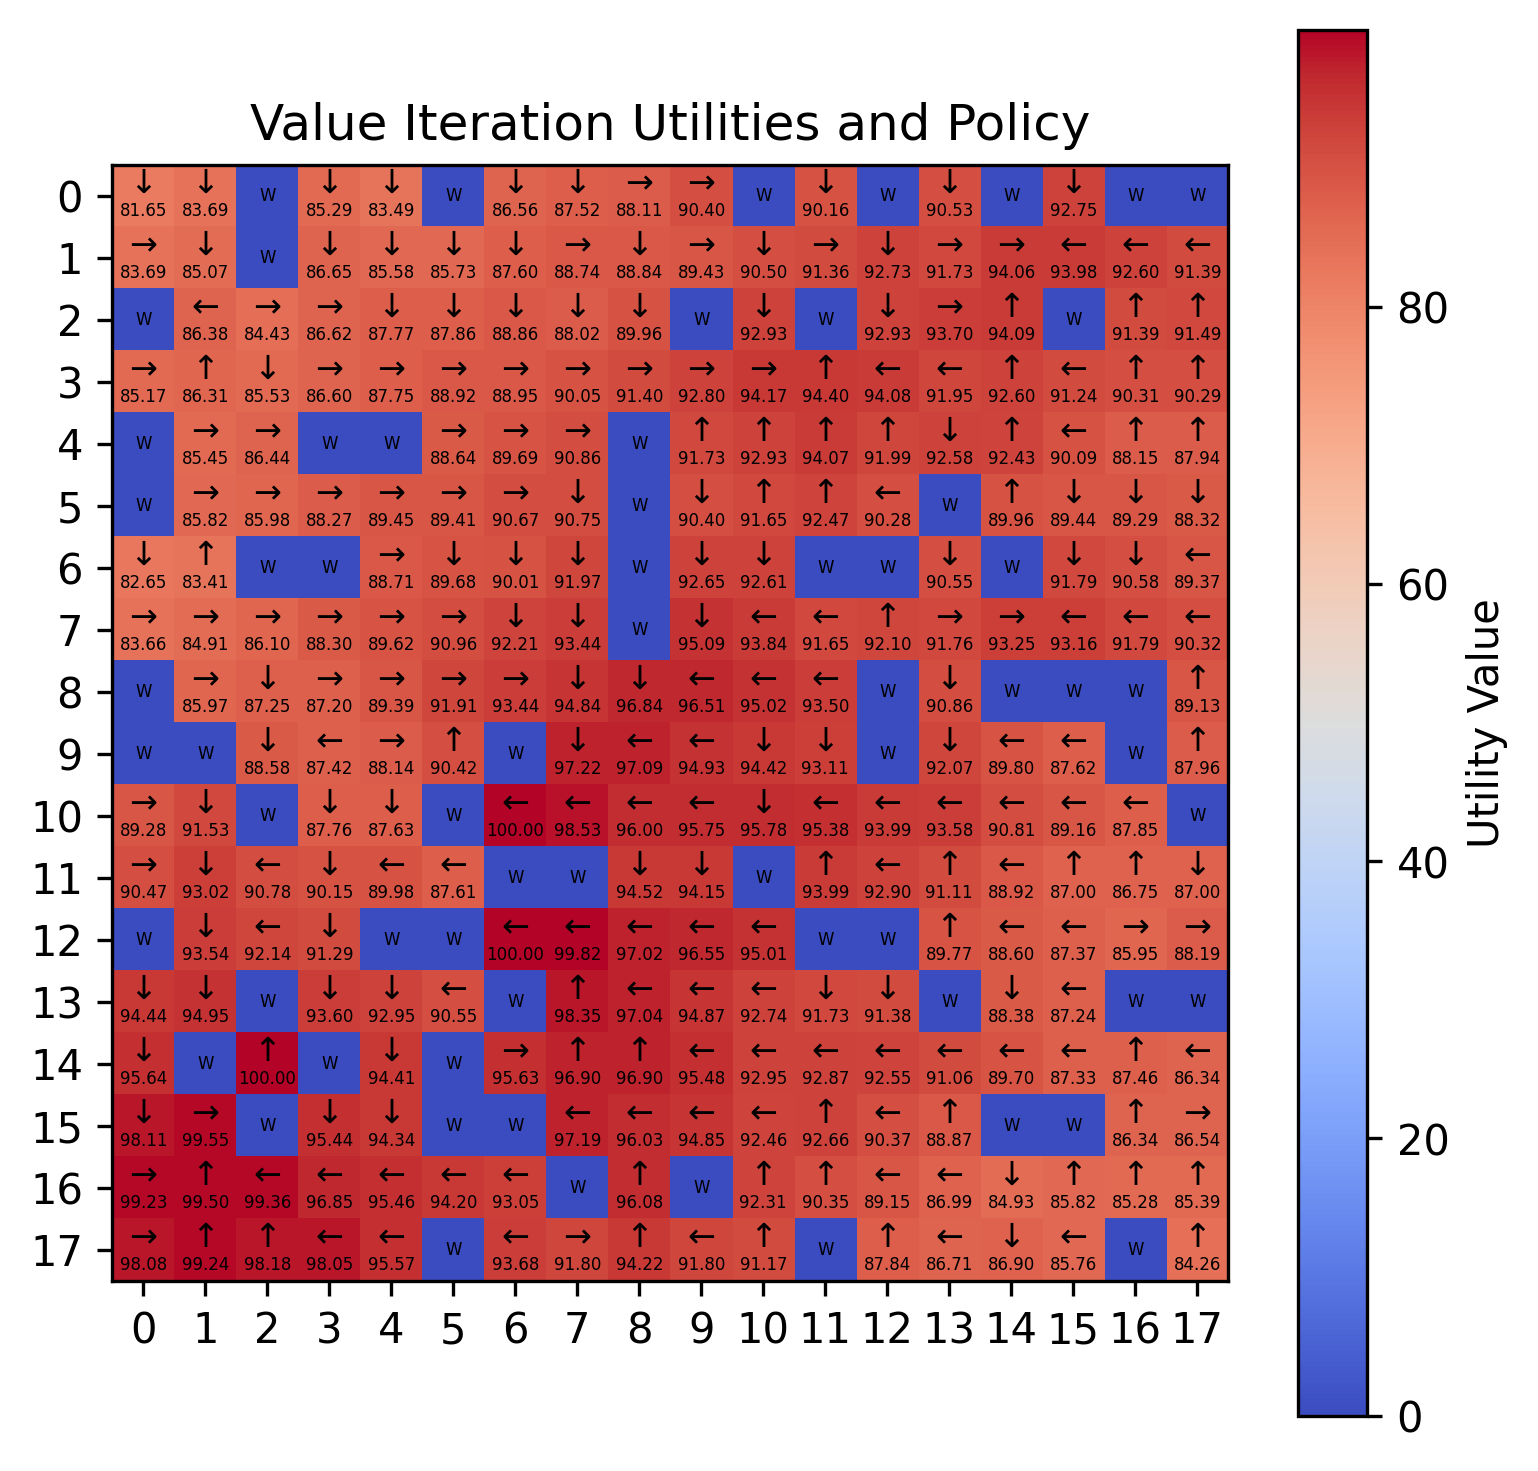 Value Iteration Utilities and Policy
0 ↓ ↓ W ↓ ↓ W ↓ ↓ → → W ↓ W ↓ W ↓ W W
81.65 83.69 85.29 83.49 86.56 87.52 88.11 90.40 90.16 90.53 92.75
1 → ↓ W ↓ ↓ ↓ ↓ → ↓ → ↓ → ↓ → → ← ← ←
83.69 85.07 86.65 85.58 85.73 87.60 88.74 88.84 89.43 90.50 91.36 92.73 91.73 94.06 93.98 92.60 91.39
2 W ← → → ↓ ↓ ↓ ↓ ↓ W ↓ W ↓ → ↑ W ↑ ↑
86.38 84.43 86.62 87.77 87.86 88.86 88.02 89.96 92.93 92.93 93.70 94.09 91.39 91.49
3 → ↑ ↓ → → → → → → → → ↑ ← ← ↑ ← ↑ ↑
85.17 86.31 85.53 86.60 87.75 88.92 88.95 90.05 91.40 92.80 94.17 94.40 94.08 91.95 92.60 91.24 90.31 90.29
4 W → → W W → → → W ↑ ↑ ↑ ↑ ↓ ↑ ← ↑ ↑
85.45 86.44 88.64 89.69 90.86 91.73 92.93 94.07 91.99 92.58 92.43 90.09 88.15 87.94
5 W → → → → → → ↓ W ↓ ↑ ↑ ← W ↑ ↓ ↓ ↓
85.82 85.98 88.27 89.45 89.41 90.67 90.75 90.40 91.65 92.47 90.28 89.96 89.44 89.29 88.32
6 ↓ ↑ W W → ↓ ↓ ↓ W ↓ ↓ W W ↓ W ↓ ↓ ←
82.65 83.41 88.71 89.68 90.01 91.97 92.65 92.61 90.55 91.79 90.58 89.37
7 → → → → → → ↓ ↓ W ↓ ← ← ↑ → → ← ← ←
83.66 84.91 86.10 88.30 89.62 90.96 92.21 93.44 95.09 93.84 91.65 92.10 91.76 93.25 93.16 91.79 90.32
8 W → ↓ → → → → ↓ ↓ ← ← ← W ↓ W W W ↑
85.97 87.25 87.20 89.39 91.91 93.44 94.84 96.84 96.51 95.02 93.50 90.86 89.13
9 W W ↓ ← → ↑ W ↓ ← ← ↓ ↓ W ↓ ← ← W ↑
88.58 87.42 88.14 90.42 97.22 97.09 94.93 94.42 93.11 92.07 89.80 87.62 87.96
10 → ↓ W ↓ ↓ W ← ← ← ← ↓ ← ← ← ← ← ← W
89.28 91.53 87.76 87.63 100.00 98.53 96.00 95.75 95.78 95.38 93.99 93.58 90.81 89.16 87.85
11 → ↓ ← ↓ ← ← W W ↓ ↓ W ↑ ← ↑ ← ↑ ↑ ↓
90.47 93.02 90.78 90.15 89.98 87.61 94.52 94.15 93.99 92.90 91.11 88.92 87.00 86.75 87.00
12 W ↓ ← ↓ W W ← ← ← ← ← W W ↑ ← ← → →
93.54 92.14 91.29 100.00 99.82 97.02 96.55 95.01 89.77 88.60 87.37 85.95 88.19
13 ↓ ↓ W ↓ ↓ ← W ↑ ← ← ← ↓ ↓ W ↓ ← W W
94.44 94.95 93.60 92.95 90.55 98.35 97.04 94.87 92.74 91.73 91.38 88.38 87.24
14 ↓ W ↑ W ↓ W → ↑ ↑ ← ← ← ← ← ← ← ↑ ←
95.64 100.00 94.41 95.63 96.90 96.90 95.48 92.95 92.87 92.55 91.06 89.70 87.33 87.46 86.34
15 ↓ → W ↓ ↓ W W ← ← ← ← ↑ ← ↑ W W ↑ →
98.11 99.55 95.44 94.34 97.19 96.03 94.85 92.46 92.66 90.37 88.87 86.34 86.54
16 → ↑ ← ← ← ← ← W ↑ W ↑ ↑ ← ← ↓ ↑ ↑ ↑
99.23 99.50 99.36 96.85 95.46 94.20 93.05 96.08 92.31 90.35 89.15 86.99 84.93 85.82 85.28 85.39
17 → ↑ ↑ ← ← W ← → ↑ ← ↑ W ↑ ← ↓ ← W ↑
98.08 99.24 98.18 98.05 95.57 93.68 91.80 94.22 91.80 91.17 87.84 86.71 86.90 85.76 84.26
0 1 2 3 4 5 6 7 8 9 10 11 12 13 14 15 16 17
80
60
40
20
0
Utility Value